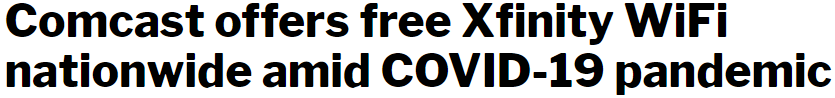 Comcast offers free Xfinity WiFi
nationwide amid COVID-19 pandemic